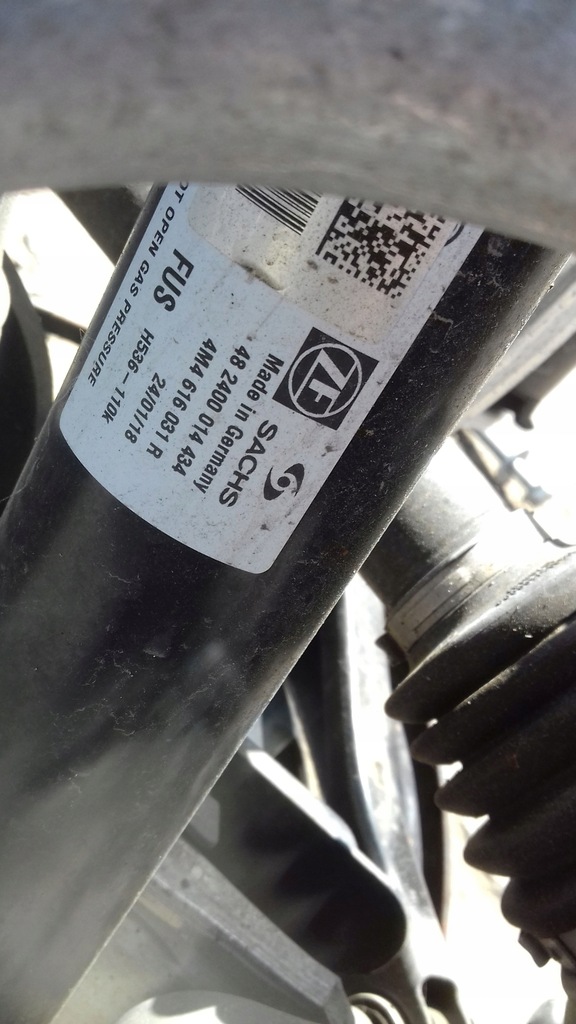 ZF SACHS
Made in Germany
48 2400 014 434
4M4 616 031 R
24/01/18
FUS H536-110k
OPEN GAS PRESSURE